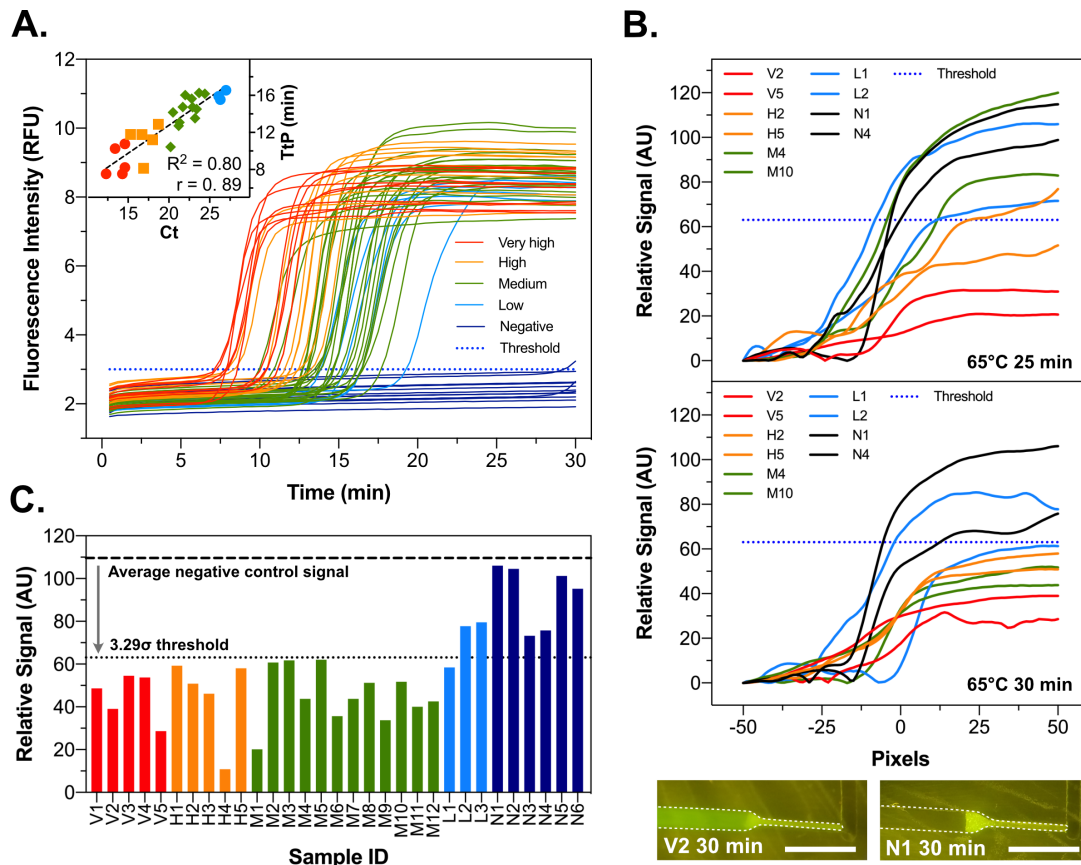 A.
12
10
8
6
4
2
Fluorescence Intensity (RFU)
0
5
10
15
20
25
30
Time (min)
16
12
8
TtP (min)
R² = 0.80
r = 0. 89
15
20
25
Ct
Very high
High
Medium
Low
Negative
Threshold
B.
V2
V5
H2
H5
M4
M10
L1
L2
N1
N4
Threshold
120
100
80
60
40
20
0
Relative Signal (AU)
65°C 25 min
V2
V5
H2
H5
M4
M10
L1
L2
N1
N4
Threshold
120
100
80
60
40
20
0
Relative Signal (AU)
65°C 30 min
-50
-25
0
25
50
Pixels
V2 30 min
N1 30 min
C.
120
100
80
60
40
20
0
Relative Signal (AU)
Average negative control signal
3.29σ threshold
V1
V2
V3
V4
V5
H1
H2
H3
H4
H5
M1
M2
M3
M4
M5
M6
M7
M8
M9
M10
M11
M12
L1
L2
L3
N1
N2
N3
N4
N5
N6
Sample ID